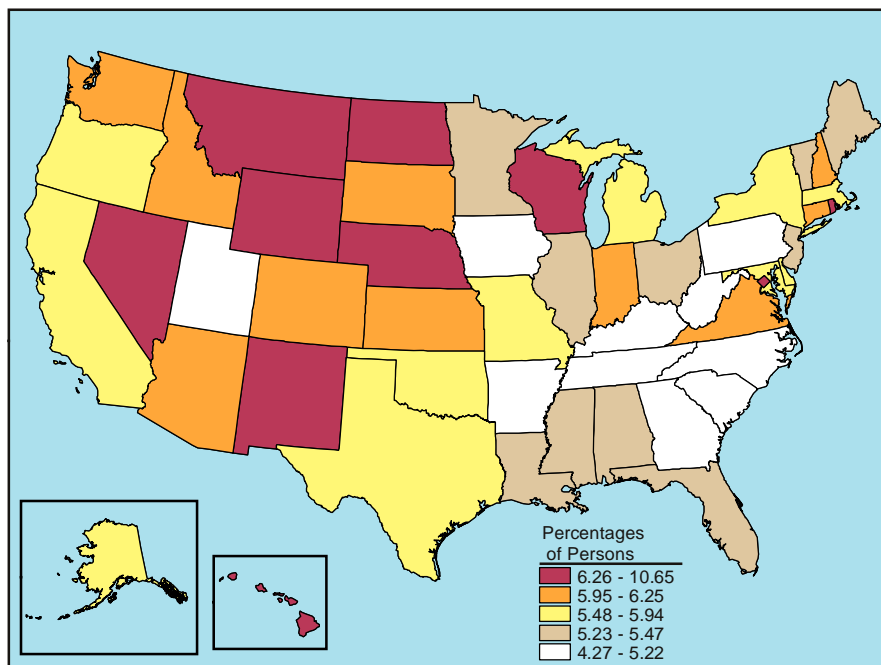 Percentages
of Persons
6.26 - 10.65
5.95 - 6.25
5.48 - 5.94
5.23 - 5.47
4.27 - 5.22